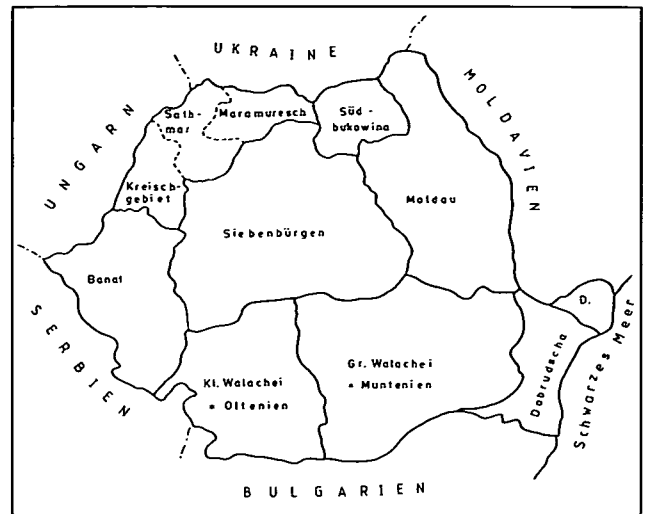 UKRAINE
UNGARN
MOLDAVIEN
Sath-
mar
Maramuresch
Süd-
bukowina
Kreisch-
gebiet
Moldau
Siebenbürgen
Banat
D.
SERBIEN
Gr. Walachei
• Muntenien
Kl. Walachei
• Oltenien
Dobrudscha
Schwarzes Meer
BULGARIEN